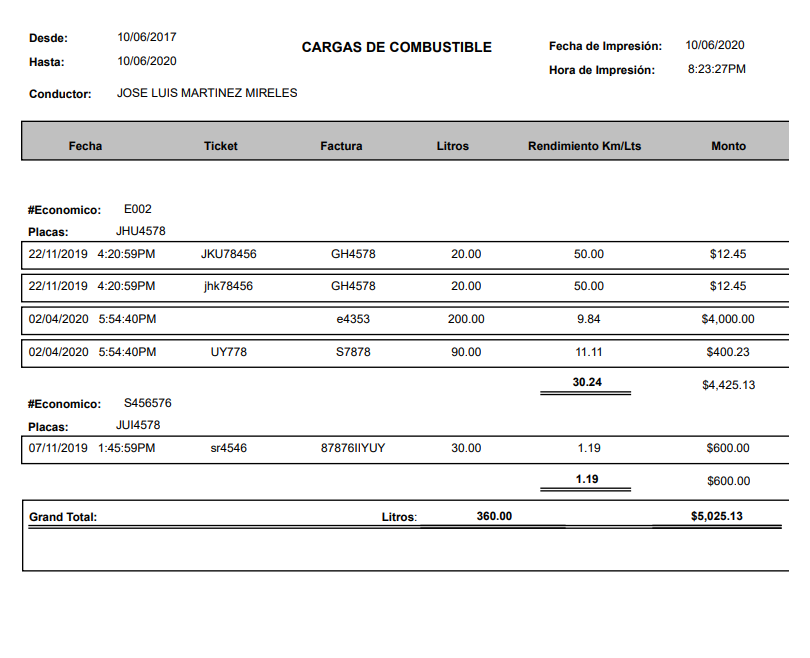 Desde: 10/06/2017
CARGAS DE COMBUSTIBLE
Fecha de Impresión: 10/06/2020
Hasta: 10/06/2020
Hora de Impresión: 8:23:27PM
Conductor: JOSE LUIS MARTINEZ MIRELES
Fecha Ticket Factura Litros Rendimiento Km/Lts Monto
#Economico: E002
Placas: JHU4578
22/11/2019 4:20:59PM JKU78456 GH4578 20.00 50.00 $12.45
22/11/2019 4:20:59PM jhk78456 GH4578 20.00 50.00 $12.45
02/04/2020 5:54:40PM e4353 200.00 9.84 $4,000.00
02/04/2020 5:54:40PM UY778 S7878 90.00 11.11 $400.23
30.24 $4,425.13
#Economico: S456576
Placas: JUI4578
07/11/2019 1:45:59PM sr4546 87876IIYUY 30.00 1.19 $600.00
1.19 $600.00
Grand Total: Litros: 360.00 $5,025.13